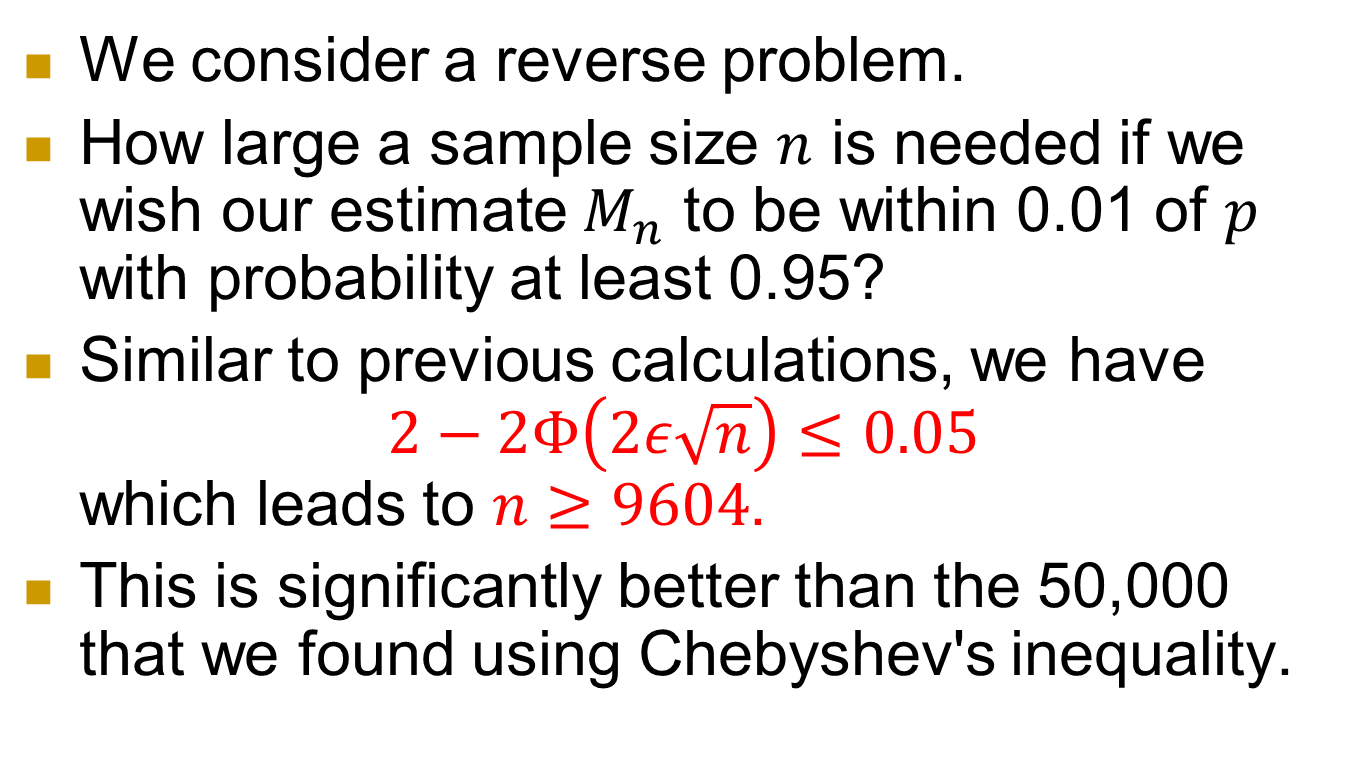 ■ We consider a reverse problem.
■ How large a sample size 𝑛 is needed if we
wish our estimate 𝑀ₙ to be within 0.01 of 𝑝
with probability at least 0.95?
■ Similar to previous calculations, we have
2 − 2Φ(2𝜖√𝑛) ≤ 0.05
which leads to 𝑛 ≥ 9604.
■ This is significantly better than the 50,000
that we found using Chebyshev's inequality.